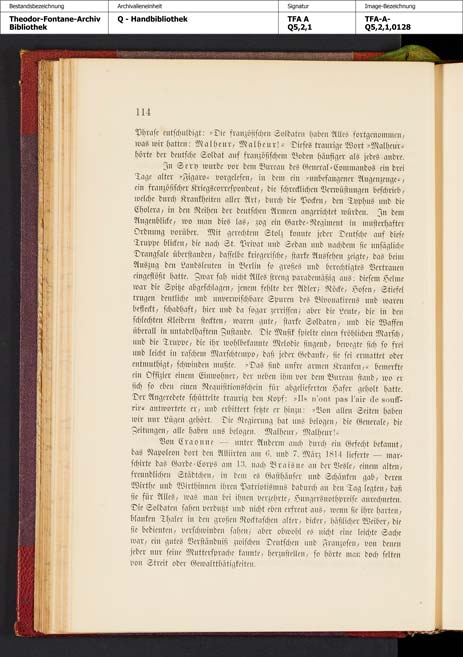 Bestandsbezeichnung
Archivalieneinheit
Signatur
Image-Bezeichnung
Theodor-Fontane-Archiv
Bibliothek
Q - Handbibliothek
TFA A
Q5,2,1
TFA-A-
Q5,2,1,0128
114
Phrase entschuldigt: »Die französischen Soldaten haben Alles fortgenommen,
was wir hatten: Malheur, Malheur!« Dieses traurige Wort »Malheur«
hörte der deutsche Soldat auf französischem Boden häufiger als jedes andre.
In Sery wurde vor dem Bureau des General-Commandos ein drei
Tage alter »Figaro« vorgelesen, in dem ein »unbefangener Augenzeuge«,
ein französischer Kriegscorrespondent, die schrecklichen Verwüstungen beschrieb,
welche durch Krankheiten aller Art, durch die Pocken, den Typhus und die
Cholera, in den Reihen der deutschen Armeen angerichtet würden. In dem
Augenblicke, wo man dies las, zog ein Garde-Regiment in musterhafter
Ordnung vorüber. Mit gerechtem Stolz konnte jeder Deutsche auf diese
Truppe blicken, die nach St. Privat und Sedan und nachdem sie unsägliche
Drangsale überstanden, dasselbe kriegerische, starke Aussehen zeigte, das beim
Auszug den Landsleuten in Berlin so großes und berechtigtes Vertrauen
eingeflößt hatte. Zwar sah nicht Alles streng parademäßig aus: diesem Helme
war die Spitze abgeschlagen, jenem fehlte der Adler; Röcke, Hosen, Stiefel
trugen deutliche und unverwischbare Spuren des Bivouakirens und waren
befleckt, schadhaft, hier und da sogar zerrissen; aber die Leute, die in den
schlechten Kleidern steckten, waren gute, starke Soldaten, und die Waffen
überall in untadelhaftem Zustande. Die Musik spielte einen fröhlichen Marsch,
und die Truppe, die ihr wohlbekannte Melodie singend, bewegte sich so frei
und leicht in raschem Marschtempo, daß jeder Gedanke, sie sei ermattet oder
entmuthigt, schwinden mußte. »Das sind unsre armen Kranken,« bemerkte
ein Offizier einem Einwohner, der neben ihm vor dem Bureau stand, wo er
sich so eben einen Requisitionsschein für abgelieferten Hafer geholt hatte.
Der Angeredete schüttelte traurig den Kopf: »Ils n'ont pas l'air de souff-
rir« antwortete er, und erbittert setzte er hinzu: »Von allen Seiten haben
wir nur Lügen gehört. Die Regierung hat uns belogen, die Generale, die
Zeitungen, alle haben uns belogen. Malheur, Malheur!«
Von Craonne — unter Anderm auch durch ein Gefecht bekannt,
das Napoleon dort den Alliirten am 6. und 7. März 1814 lieferte — mar-
schirte das Garde-Corps am 13. nach Braisne an der Vesle, einem alten,
freundlichen Städtchen, in dem es Gasthäuser und Schänken gab, deren
Wirthe und Wirthinnen ihren Patriotismus dadurch an den Tag legten, daß
sie für Alles, was man bei ihnen verzehrte, Hungersnothpreise anrechneten.
Die Soldaten sahen verdutzt und nicht eben erfreut aus, wenn sie ihre harten,
blanken Thaler in den großen Rocktaschen alter, dicker, häßlicher Weiber, die
sie bedienten, verschwinden sahen; aber obwohl es nicht eine leichte Sache
war, ein gutes Verständniß zwischen Deutschen und Franzosen, von denen
jeder nur seine Muttersprache kannte, herzustellen, so hörte man doch selten
von Streit oder Gewaltthätigkeiten.